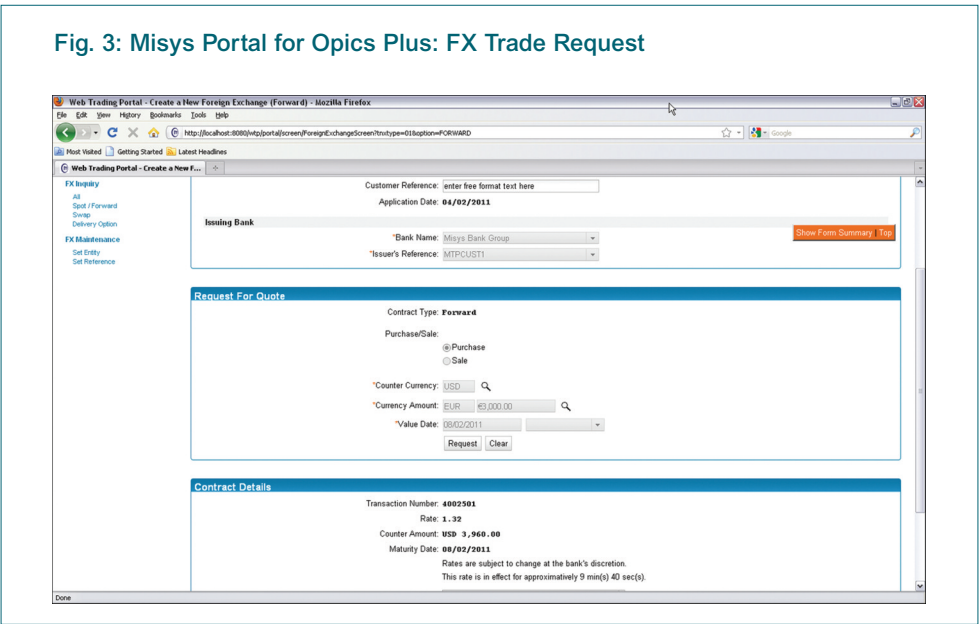 Fig. 3: Misys Portal for Opics Plus: FX Trade Request
Web Trading Portal - Create a New Foreign Exchange (Forward) - Mozilla Firefox
File Edit View History Bookmarks Tools Help
http://localhost:8080/wtp/portal/screen/ForeignExchangeScreen?tnxtype=01&option=FORWARD
Google
Most Visited Getting Started Latest Headlines
Web Trading Portal - Create a New F...
FX Inquiry
All
Spot / Forward
Swap
Delivery Option
FX Maintenance
Set Entity
Set Reference
Customer Reference: enter free format text here
Application Date: 04/02/2011
Issuing Bank
Show Form Summary | Top
*Bank Name: Misys Bank Group
*Issuer's Reference: MTPCUST1
Request For Quote
Contract Type: Forward
Purchase/Sale:
Purchase
Sale
*Counter Currency: USD
*Currency Amount: EUR €3,000.00
*Value Date: 08/02/2011
Request Clear
Contract Details
Transaction Number: 4002501
Rate: 1.32
Counter Amount: USD 3,960.00
Maturity Date: 08/02/2011
Rates are subject to change at the bank's discretion.
This rate is in effect for approximately 9 min(s) 40 sec(s).
Done